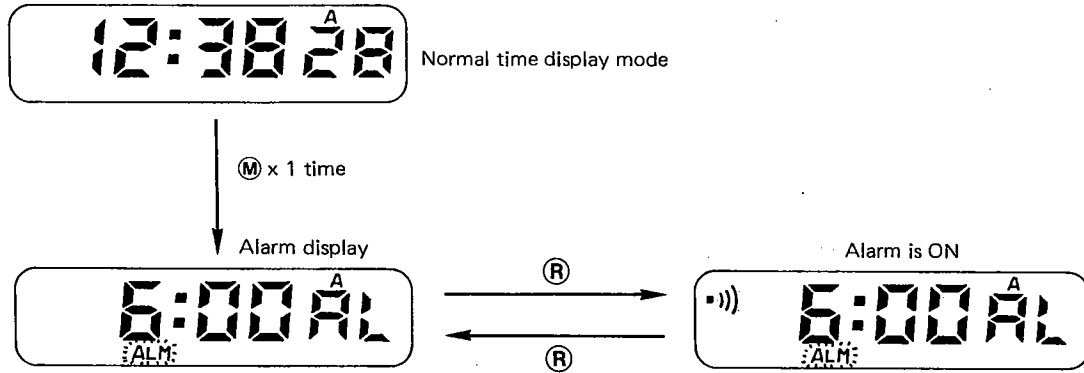 A
12:38 28
Normal time display mode
Ⓜ x 1 time
Alarm display
A
6:00 AL
ALM
Ⓡ
Ⓡ
Alarm is ON
A
6:00 AL
ALM